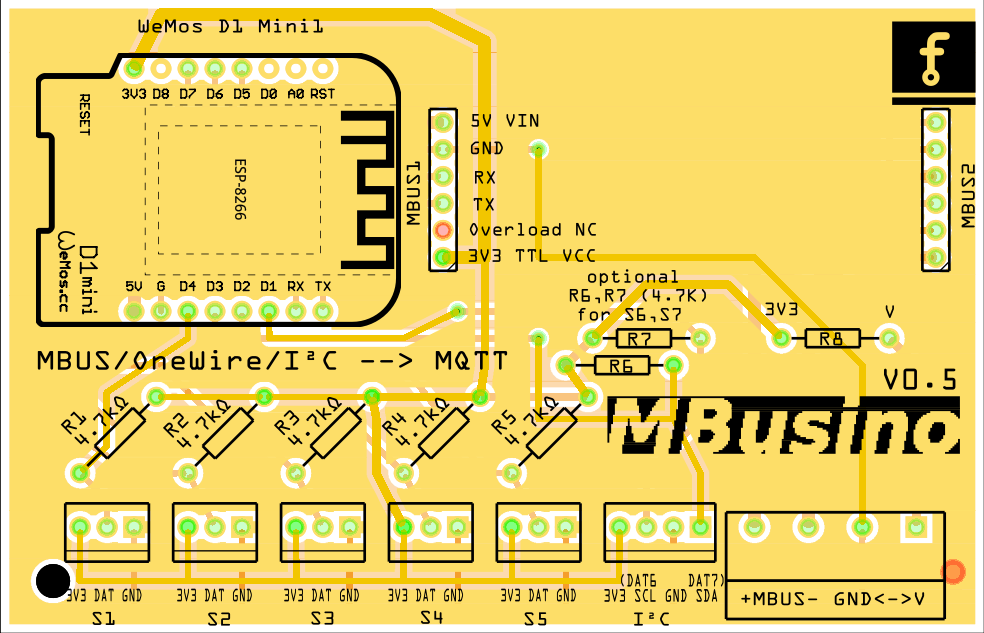 WeMos D1 Mini1
f
3V3 D8 D7 D6 D5 D0 A0 RST
RESET
ESP-8266
D1 mini
WeMos.cc
5V G D4 D3 D2 D1 RX TX
MBUS1
5V VIN
GND
RX
TX
Overload NC
3V3 TTL VCC
MBUS2
optional
R6,R7 (4.7K)
for S6,S7
3V3
V
R7
R8
R6
MBUS/OneWire/I²C --> MQTT
V0.5
MBusino
R1
4.7kΩ
R2
4.7kΩ
R3
4.7kΩ
R4
4.7kΩ
R5
4.7kΩ
(DAT6 DAT7)
3V3 DAT GND
3V3 DAT GND
3V3 DAT GND
3V3 DAT GND
3V3 DAT GND
3V3 SCL GND SDA
+MBUS- GND<->V
S1
S2
S3
S4
S5
I²C